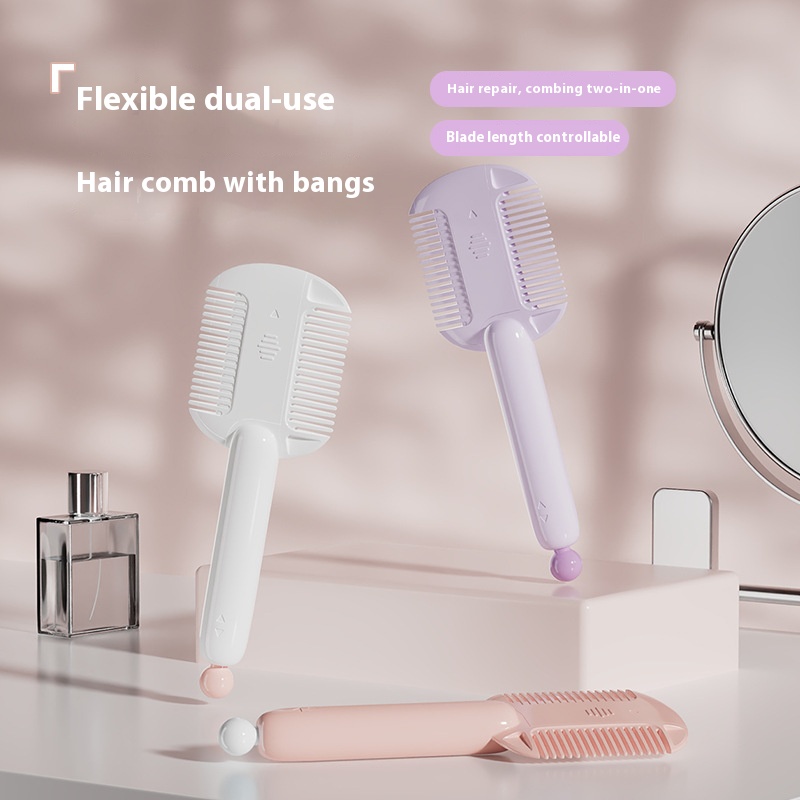 Flexible dual-use
Hair comb with bangs
Hair repair, combing two-in-one
Blade length controllable